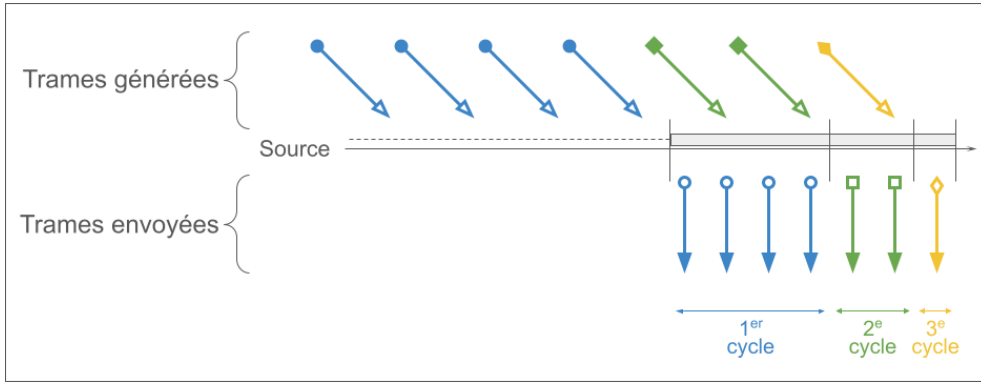 Trames générées
Source
Trames envoyées
1er
cycle
2e
cycle
3e
cycle